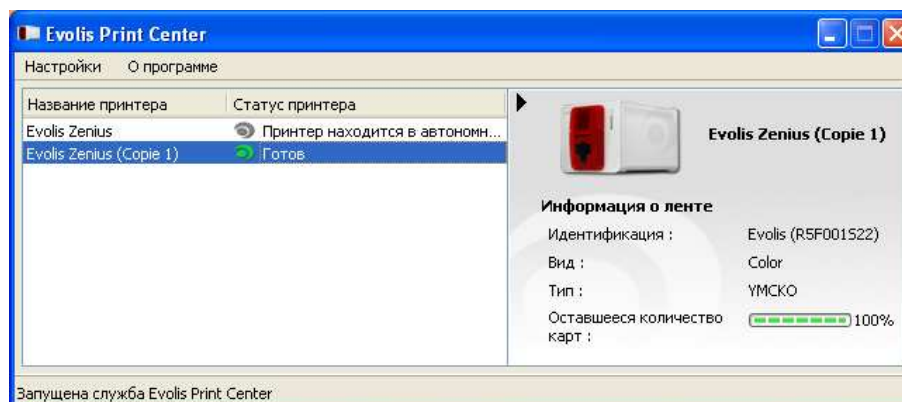 Evolis Print Center
Настройки О программе
Название принтера Статус принтера
Evolis Zenius Принтер находится в автономн...
Evolis Zenius (Copie 1) Готов
Evolis Zenius (Copie 1)
Информация о ленте
Идентификация : Evolis (R5F001S22)
Вид : Color
Тип : YMCKO
Оставшееся количество карт : 100%
Запущена служба Evolis Print Center